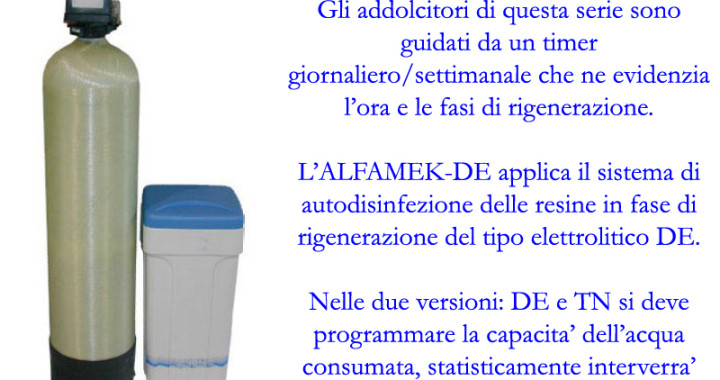 Gli addolcitori di questa serie sono
guidati da un timer
giornaliero/settimanale che ne evidenzia
l’ora e le fasi di rigenerazione.
L’ALFAMEK-DE applica il sistema di
autodisinfezione delle resine in fase di
rigenerazione del tipo elettrolitico DE.
Nelle due versioni: DE e TN si deve
programmare la capacita’ dell’acqua
consumata, statisticamente interverra’